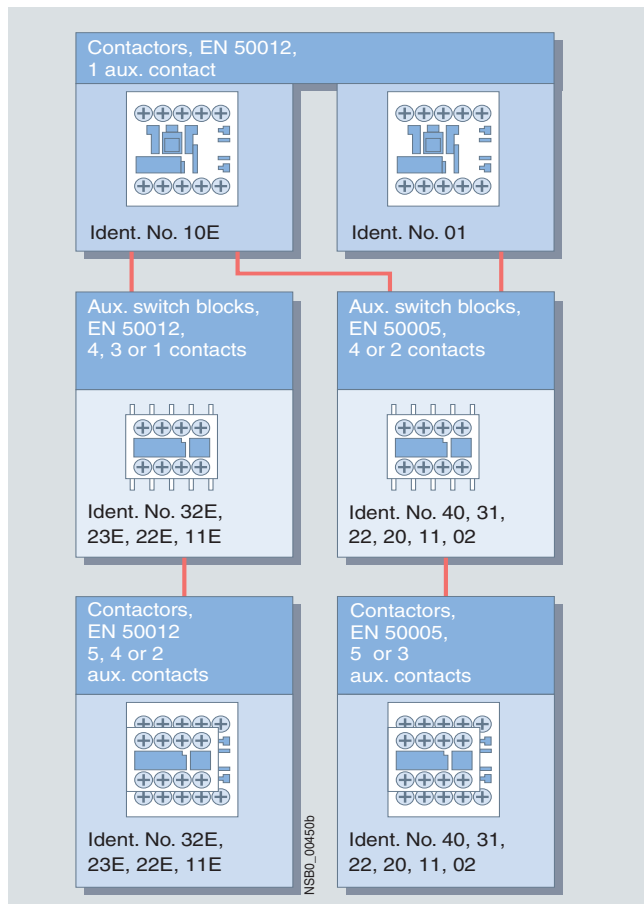 Contactors, EN 50012,
1 aux. contact
Ident. No. 10E
Ident. No. 01
Aux. switch blocks,
EN 50012,
4, 3 or 1 contacts
Aux. switch blocks,
EN 50005,
4 or 2 contacts
Ident. No. 32E,
23E, 22E, 11E
Ident. No. 40, 31,
22, 20, 11, 02
Contactors,
EN 50012
5, 4 or 2
aux. contacts
Contactors,
EN 50005,
5 or 3
aux. contacts
Ident. No. 32E,
23E, 22E, 11E
Ident. No. 40, 31,
22, 20, 11, 02
NSB0_00450b